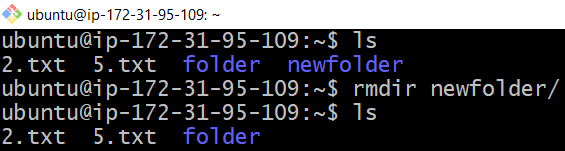 ubuntu@ip-172-31-95-109: ~
ubuntu@ip-172-31-95-109:~$ ls
2.txt  5.txt  folder  newfolder
ubuntu@ip-172-31-95-109:~$ rmdir newfolder/
ubuntu@ip-172-31-95-109:~$ ls
2.txt  5.txt  folder